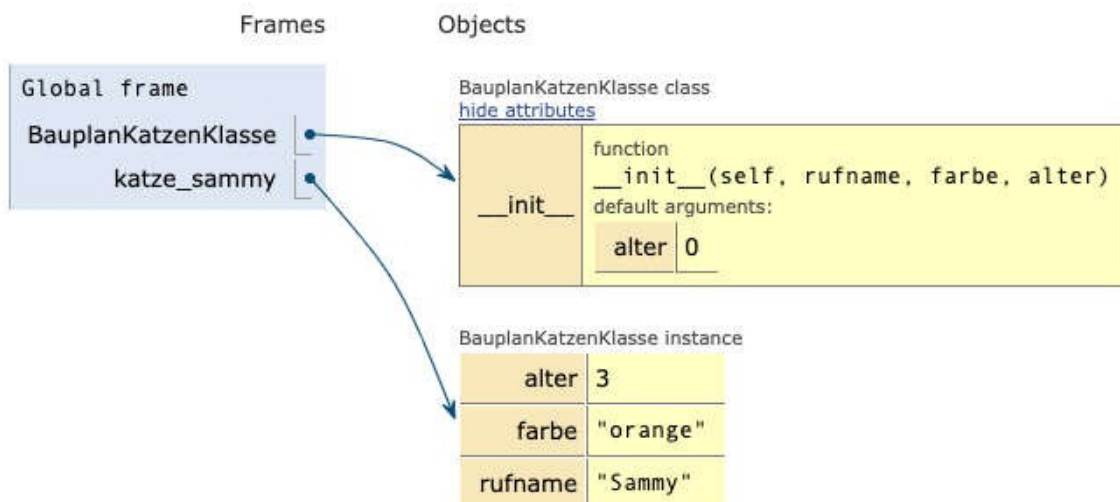 Frames Objects
Global frame
BauplanKatzenKlasse
katze_sammy
BauplanKatzenKlasse class
hide attributes
__init__
function
__init__(self, rufname, farbe, alter)
default arguments:
alter 0
BauplanKatzenKlasse instance
alter 3
farbe "orange"
rufname "Sammy"